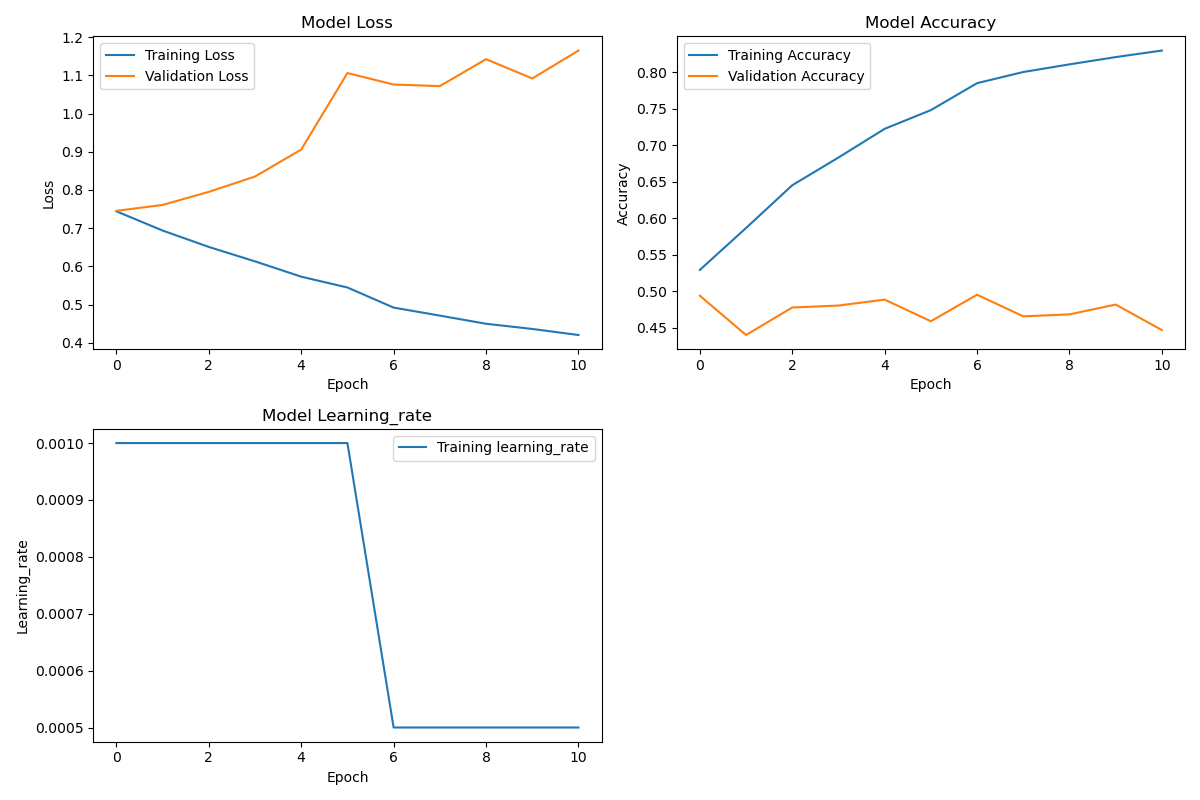 Model Loss
Training Loss
Validation Loss
1.2
1.1
1.0
0.9
0.8
0.7
0.6
0.5
0.4
Loss
0 2 4 6 8 10
Epoch
Model Accuracy
Training Accuracy
Validation Accuracy
0.80
0.75
0.70
0.65
0.60
0.55
0.50
0.45
Accuracy
0 2 4 6 8 10
Epoch
Model Learning_rate
Training learning_rate
0.0010
0.0009
0.0008
0.0007
0.0006
0.0005
Learning_rate
0 2 4 6 8 10
Epoch